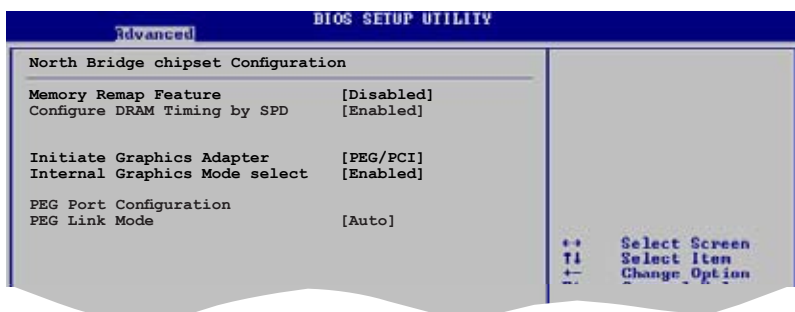 BIOS SETUP UTILITY
Advanced
North Bridge chipset Configuration
Memory Remap Feature [Disabled]
Configure DRAM Timing by SPD [Enabled]
Initiate Graphics Adapter [PEG/PCI]
Internal Graphics Mode select [Enabled]
PEG Port Configuration
PEG Link Mode [Auto]
←→ Select Screen
↑↓ Select Item
+- Change Option